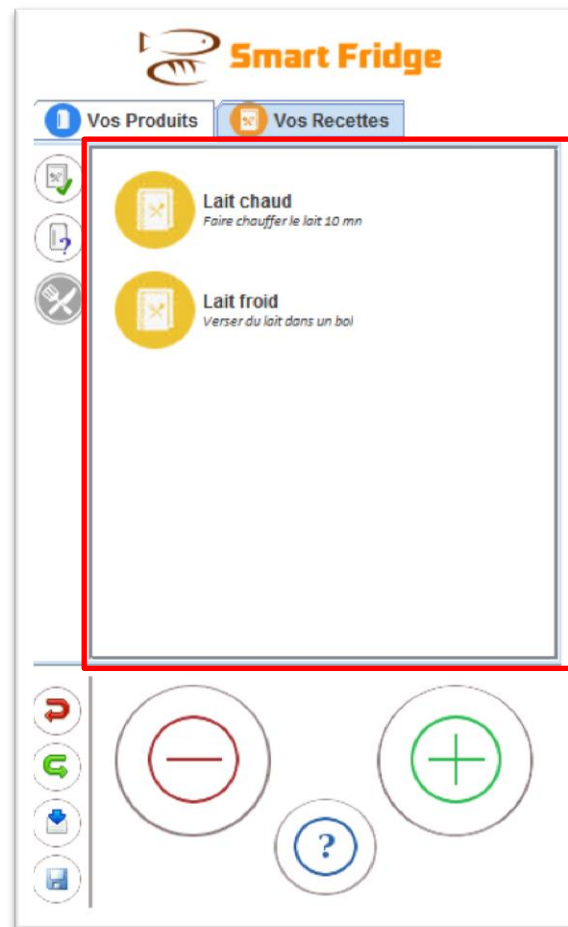 Smart Fridge
Vos Produits
Vos Recettes
Lait chaud
Faire chauffer le lait 10 mn
Lait froid
Verser du lait dans un bol
?
?